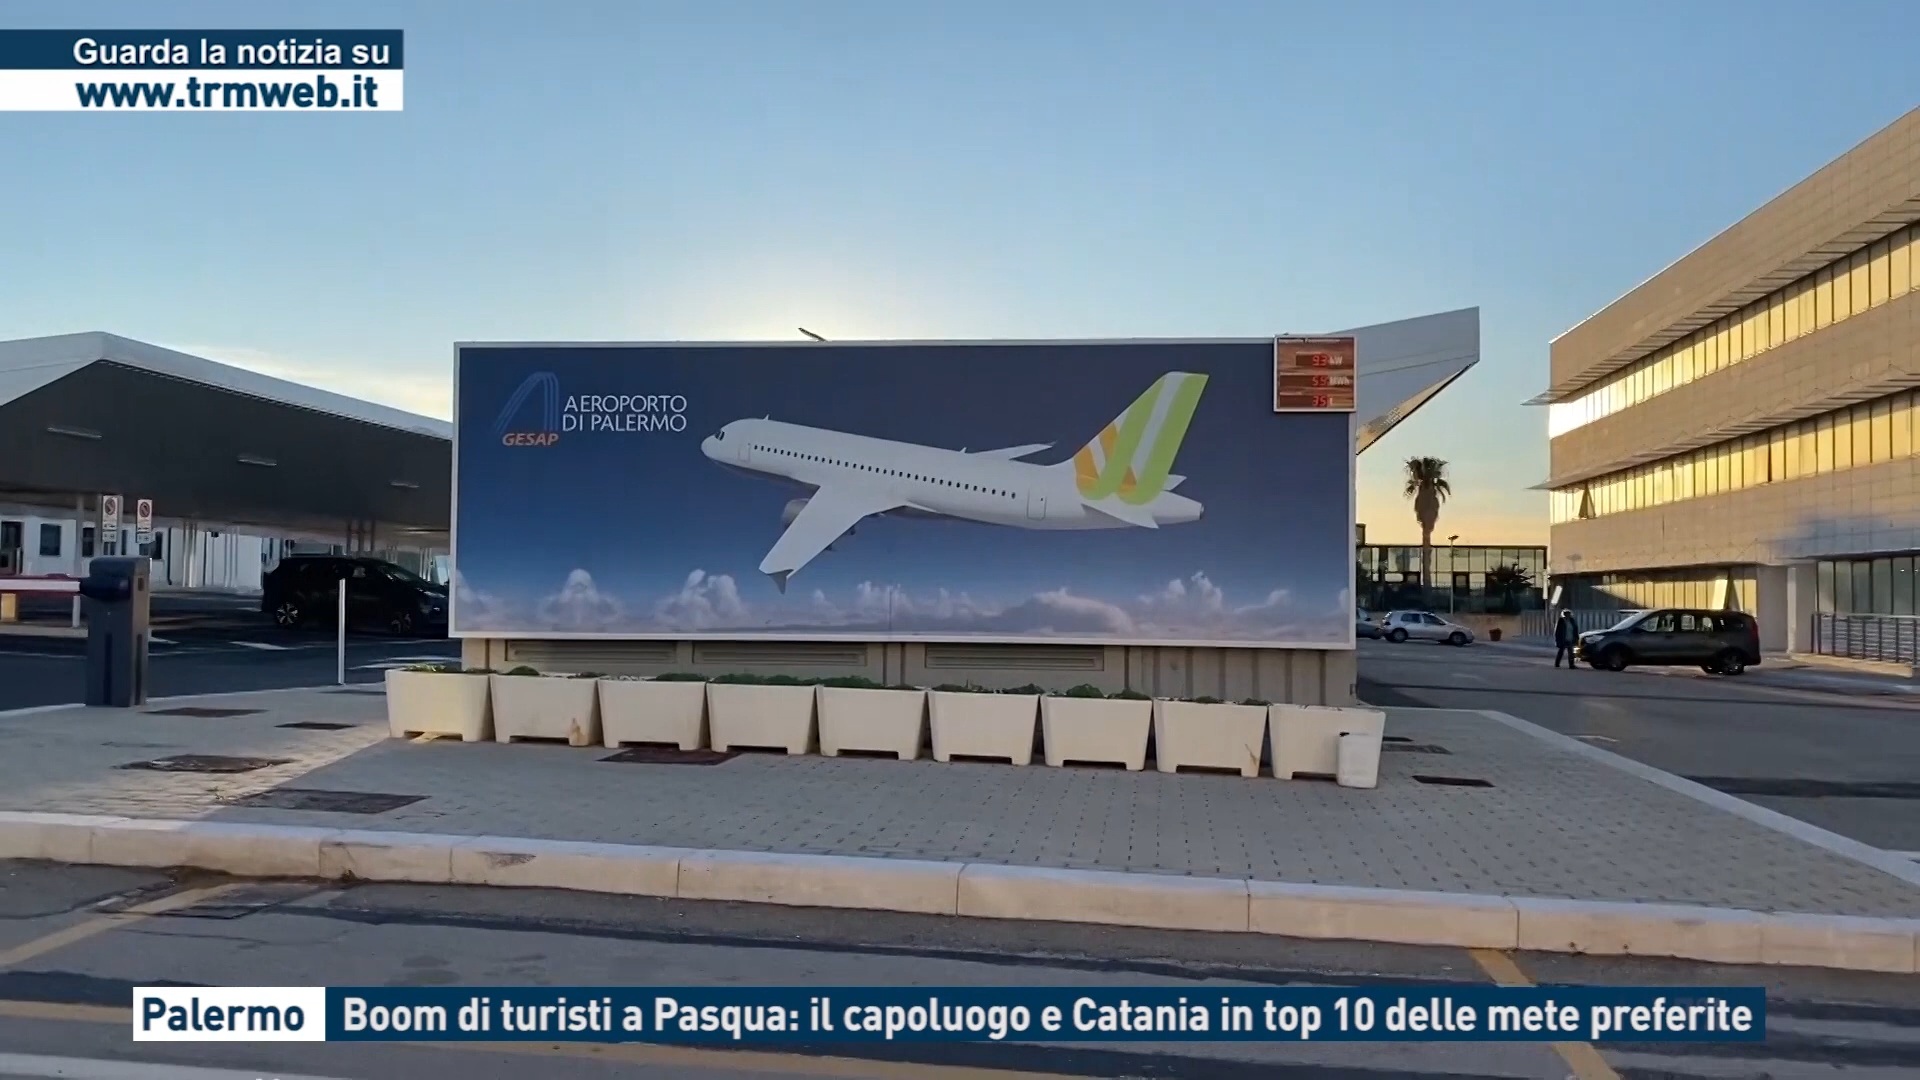 Guarda la notizia su
www.trmweb.it
AEROPORTO
DI PALERMO
GESAP
Palermo
Boom di turisti a Pasqua: il capoluogo e Catania in top 10 delle mete preferite